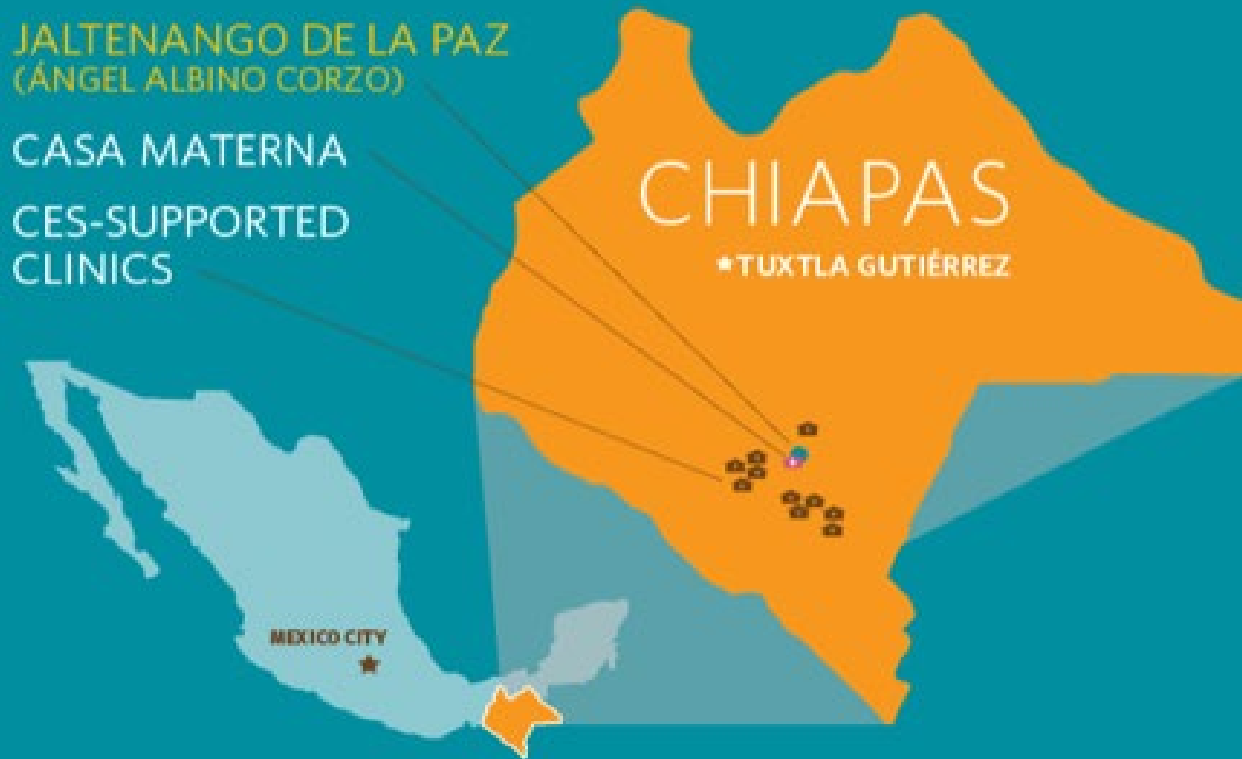 JALTENANGO DE LA PAZ
(ÁNGEL ALBINO CORZO)
CASA MATERNA
CES-SUPPORTED
CLINICS
CHIAPAS
TUXTLA GUTIÉRREZ
MEXICO CITY